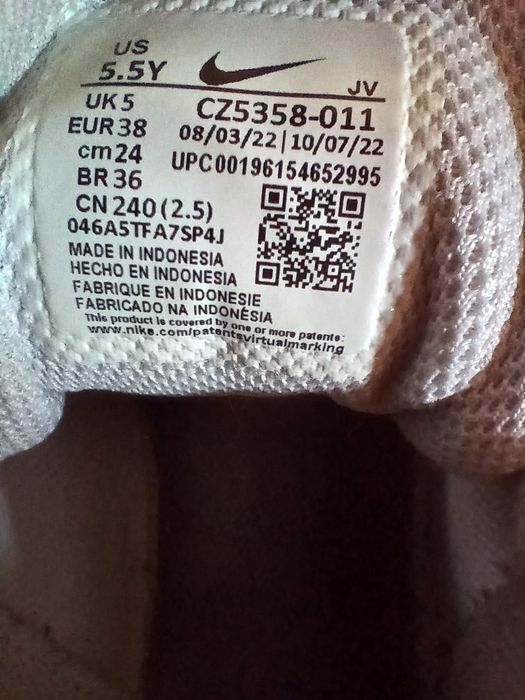 US
5.5Y
JV
UK 5
EUR 38
cm 24
BR 36
CN 240 (2.5)
CZ5358-011
08/03/22|10/07/22
UPC00196154652995
046A5TFA7SP4J
MADE IN INDONESIA
HECHO EN INDONESIA
FABRIQUE EN INDONESIE
FABRICADO NA INDONÉSIA
This product is covered by one or more patents:
www.nike.com/patentsvirtualmarking